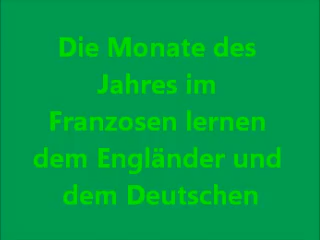 Die Monate des
Jahres im
Franzosen lernen
dem Engländer und
dem Deutschen